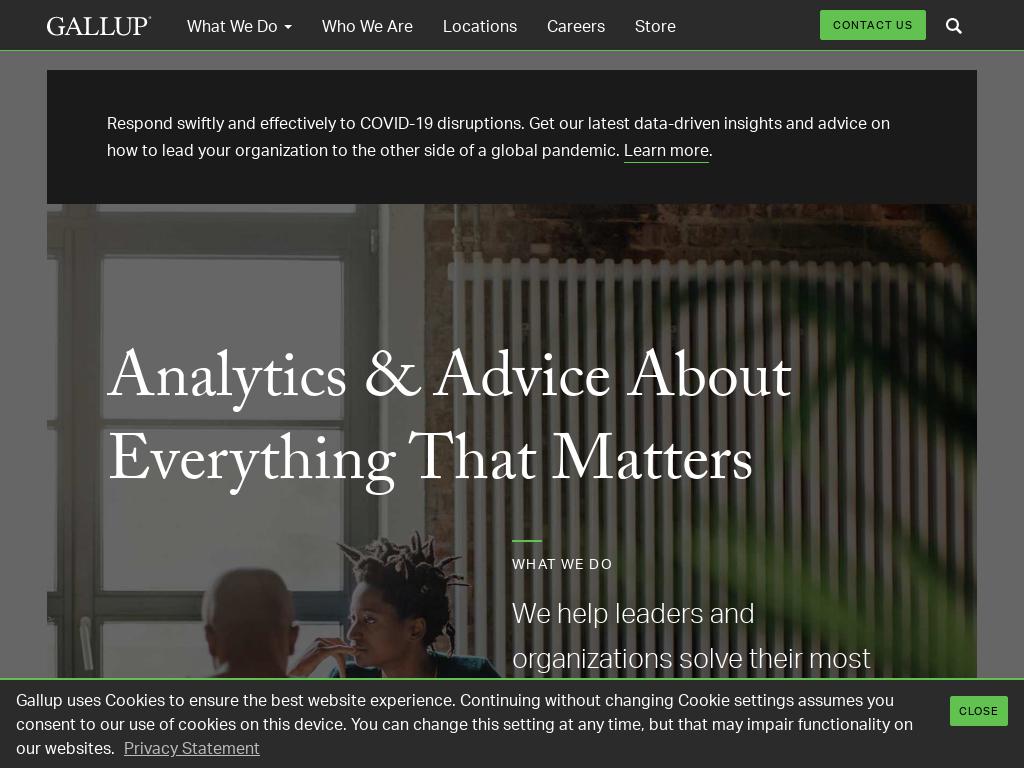 GALLUP®
What We Do
Who We Are
Locations
Careers
Store
CONTACT US
Respond swiftly and effectively to COVID-19 disruptions. Get our latest data-driven insights and advice on
how to lead your organization to the other side of a global pandemic. Learn more.
Analytics & Advice About
Everything That Matters
WHAT WE DO
We help leaders and
organizations solve their most
Gallup uses Cookies to ensure the best website experience. Continuing without changing Cookie settings assumes you
consent to our use of cookies on this device. You can change this setting at any time, but that may impair functionality on
our websites. Privacy Statement
CLOSE